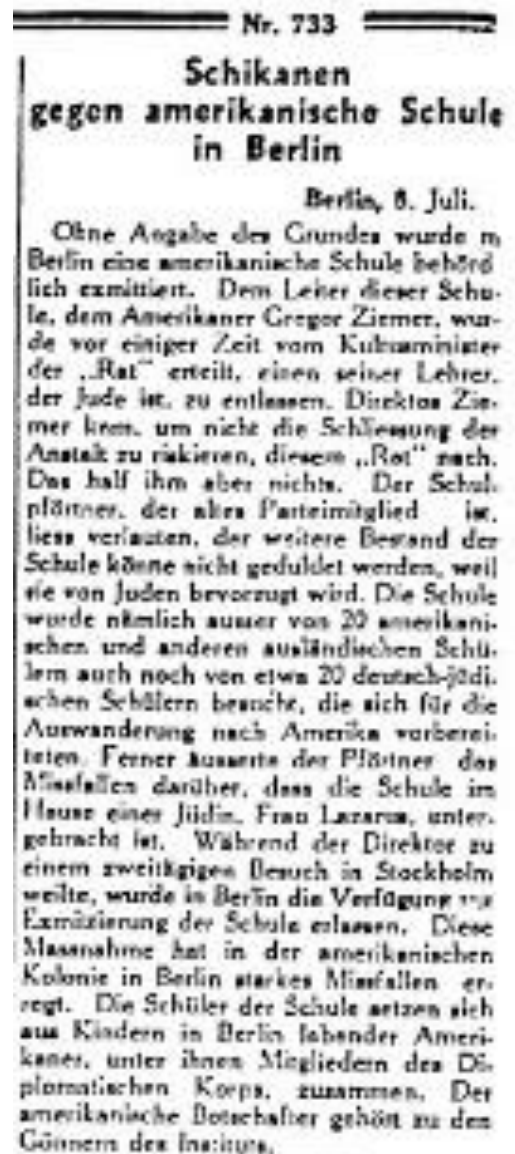 Nr. 733
Schikanen
gegen amerikanische Schule
in Berlin
Berlin, 8. Juli.
Ohne Angabe des Grundes wurde
Berlin eine amerikanische Schule behörd
lich exmittiert. Dem Leiter dieser Schu-
le, dem Amerikaner Gregor Ziemer, wur-
de vor einiger Zeit vom Kultusminister
der „Rat" erteilt, einen seiner Lehrer,
der Jude ist, zu entlassen. Direktor Zie-
mer kam, um nicht die Schliessung der
Anstalt zu riskieren, diesem „Rat" nach.
Das half ihm aber nichts. Der Schul-
pförtner, der altes Parteimitglied ist,
liess verlauten, der weitere Bestand der
Schule könne nicht geduldet werden, weil
sie von Juden bevorzugt wird. Die Schule
wurde nämlich ausser von 20 amerikani-
schen und anderen ausländischen Schü-
lern auch noch von etwa 20 deutsch-jüdi-
schen Schülern besucht, die sich für die
Auswanderung nach Amerika vorberei-
teten. Ferner äusserte der Pförtner das
Missfallen darüber, dass die Schule im
Hause einer Jüdin, Frau Lazarus, unter-
gebracht ist. Während der Direktor zu
einem zweitägigen Besuch in Stockholm
weilte, wurde in Berlin die Verfügung
Exmittierung der Schule erlassen. Diese
Massnahme hat in der amerikanischen
Kolonie in Berlin starkes Missfallen er-
regt. Die Schüler der Schule setzen sich
aus Kindern in Berlin lebender Ameri-
kaner, unter ihnen Mitgliedern des Di-
plomatischen Korps, zusammen. Der
amerikanische Botschafter gehört zu den
Gönnern des Instituts.